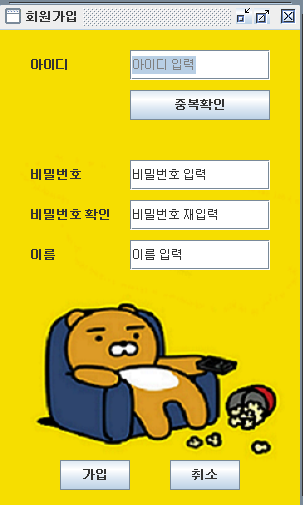 회원가입
아이디 아이디 입력
중복확인
비밀번호 비밀번호 입력
비밀번호 확인 비밀번호 재입력
이름 이름 입력
가입 취소